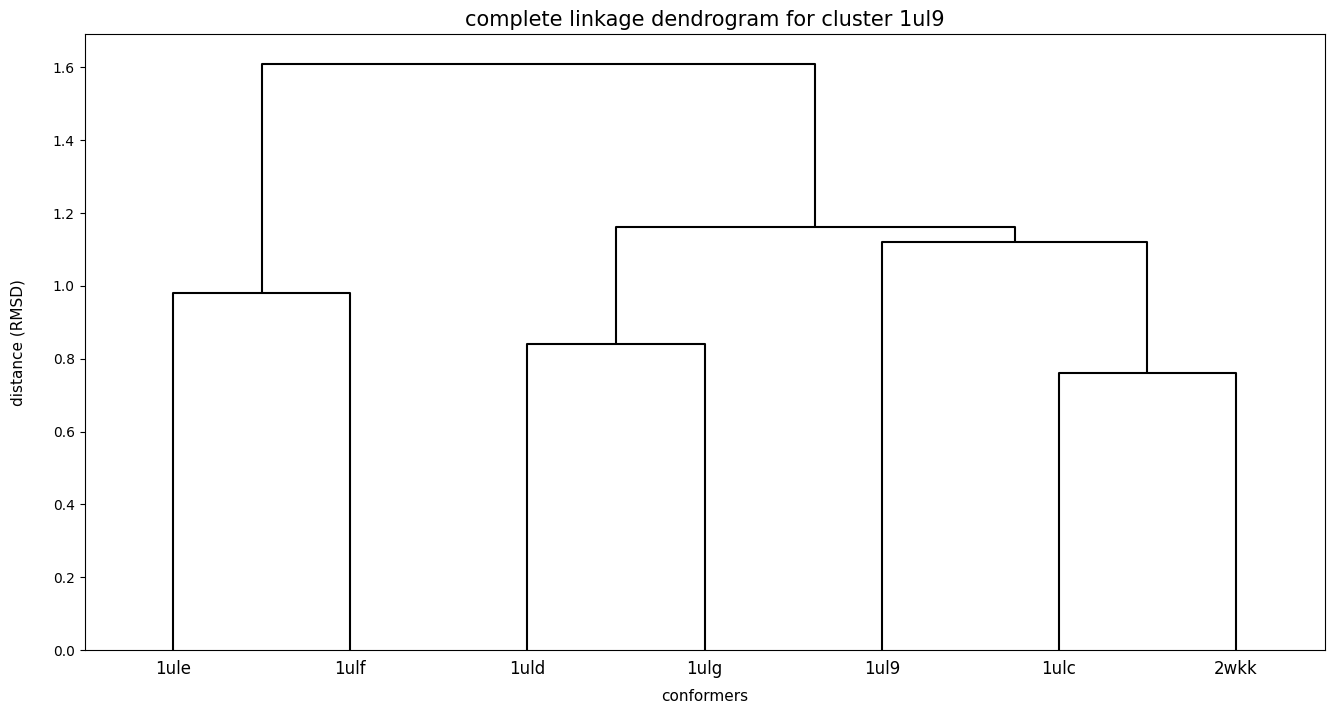 complete linkage dendrogram for cluster 1ul9
1.6
1.4
1.2
1.0
0.8
0.6
0.4
0.2
0.0
distance (RMSD)
1ule 1ulf 1uld 1ulg 1ul9 1ulc 2wkk
conformers